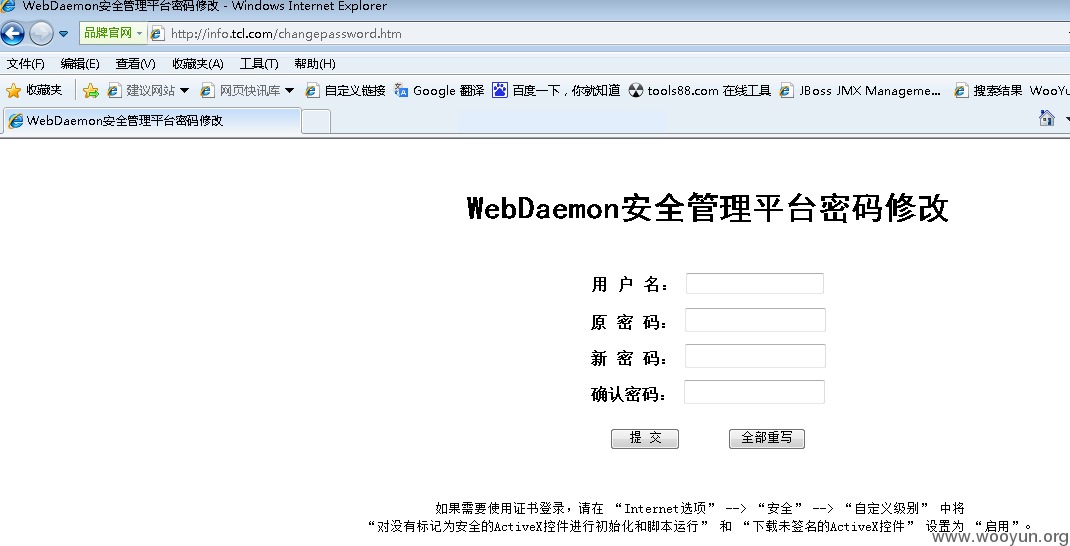 WebDaemon安全管理平台密码修改 - Windows Internet Explorer
品牌官网 http://info.tcl.com/changepassword.htm
文件(F) 编辑(E) 查看(V) 收藏夹(A) 工具(T) 帮助(H)
收藏夹 建议网站 网页快讯库 自定义链接 Google 翻译 百度一下，你就知道 tools88.com 在线工具 JBoss JMX Manageme... 搜索结果 WooYu
WebDaemon安全管理平台密码修改
WebDaemon安全管理平台密码修改
用 户 名：
原 密 码：
新 密 码：
确认密码：
提 交 全部重写
如果需要使用证书登录，请在 “Internet选项” --> “安全” --> “自定义级别” 中将
“对没有标记为安全的ActiveX控件进行初始化和脚本运行” 和 “下载未签名的ActiveX控件” 设置为 “启用”。
www.wooyun.org